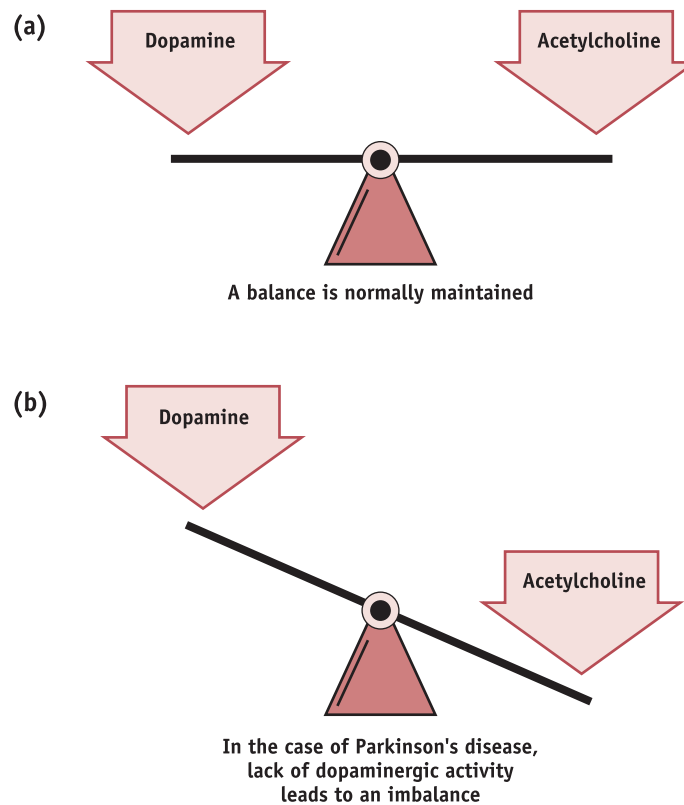 (a)
Dopamine
Acetylcholine
A balance is normally maintained
(b)
Dopamine
Acetylcholine
In the case of Parkinson's disease,
lack of dopaminergic activity
leads to an imbalance